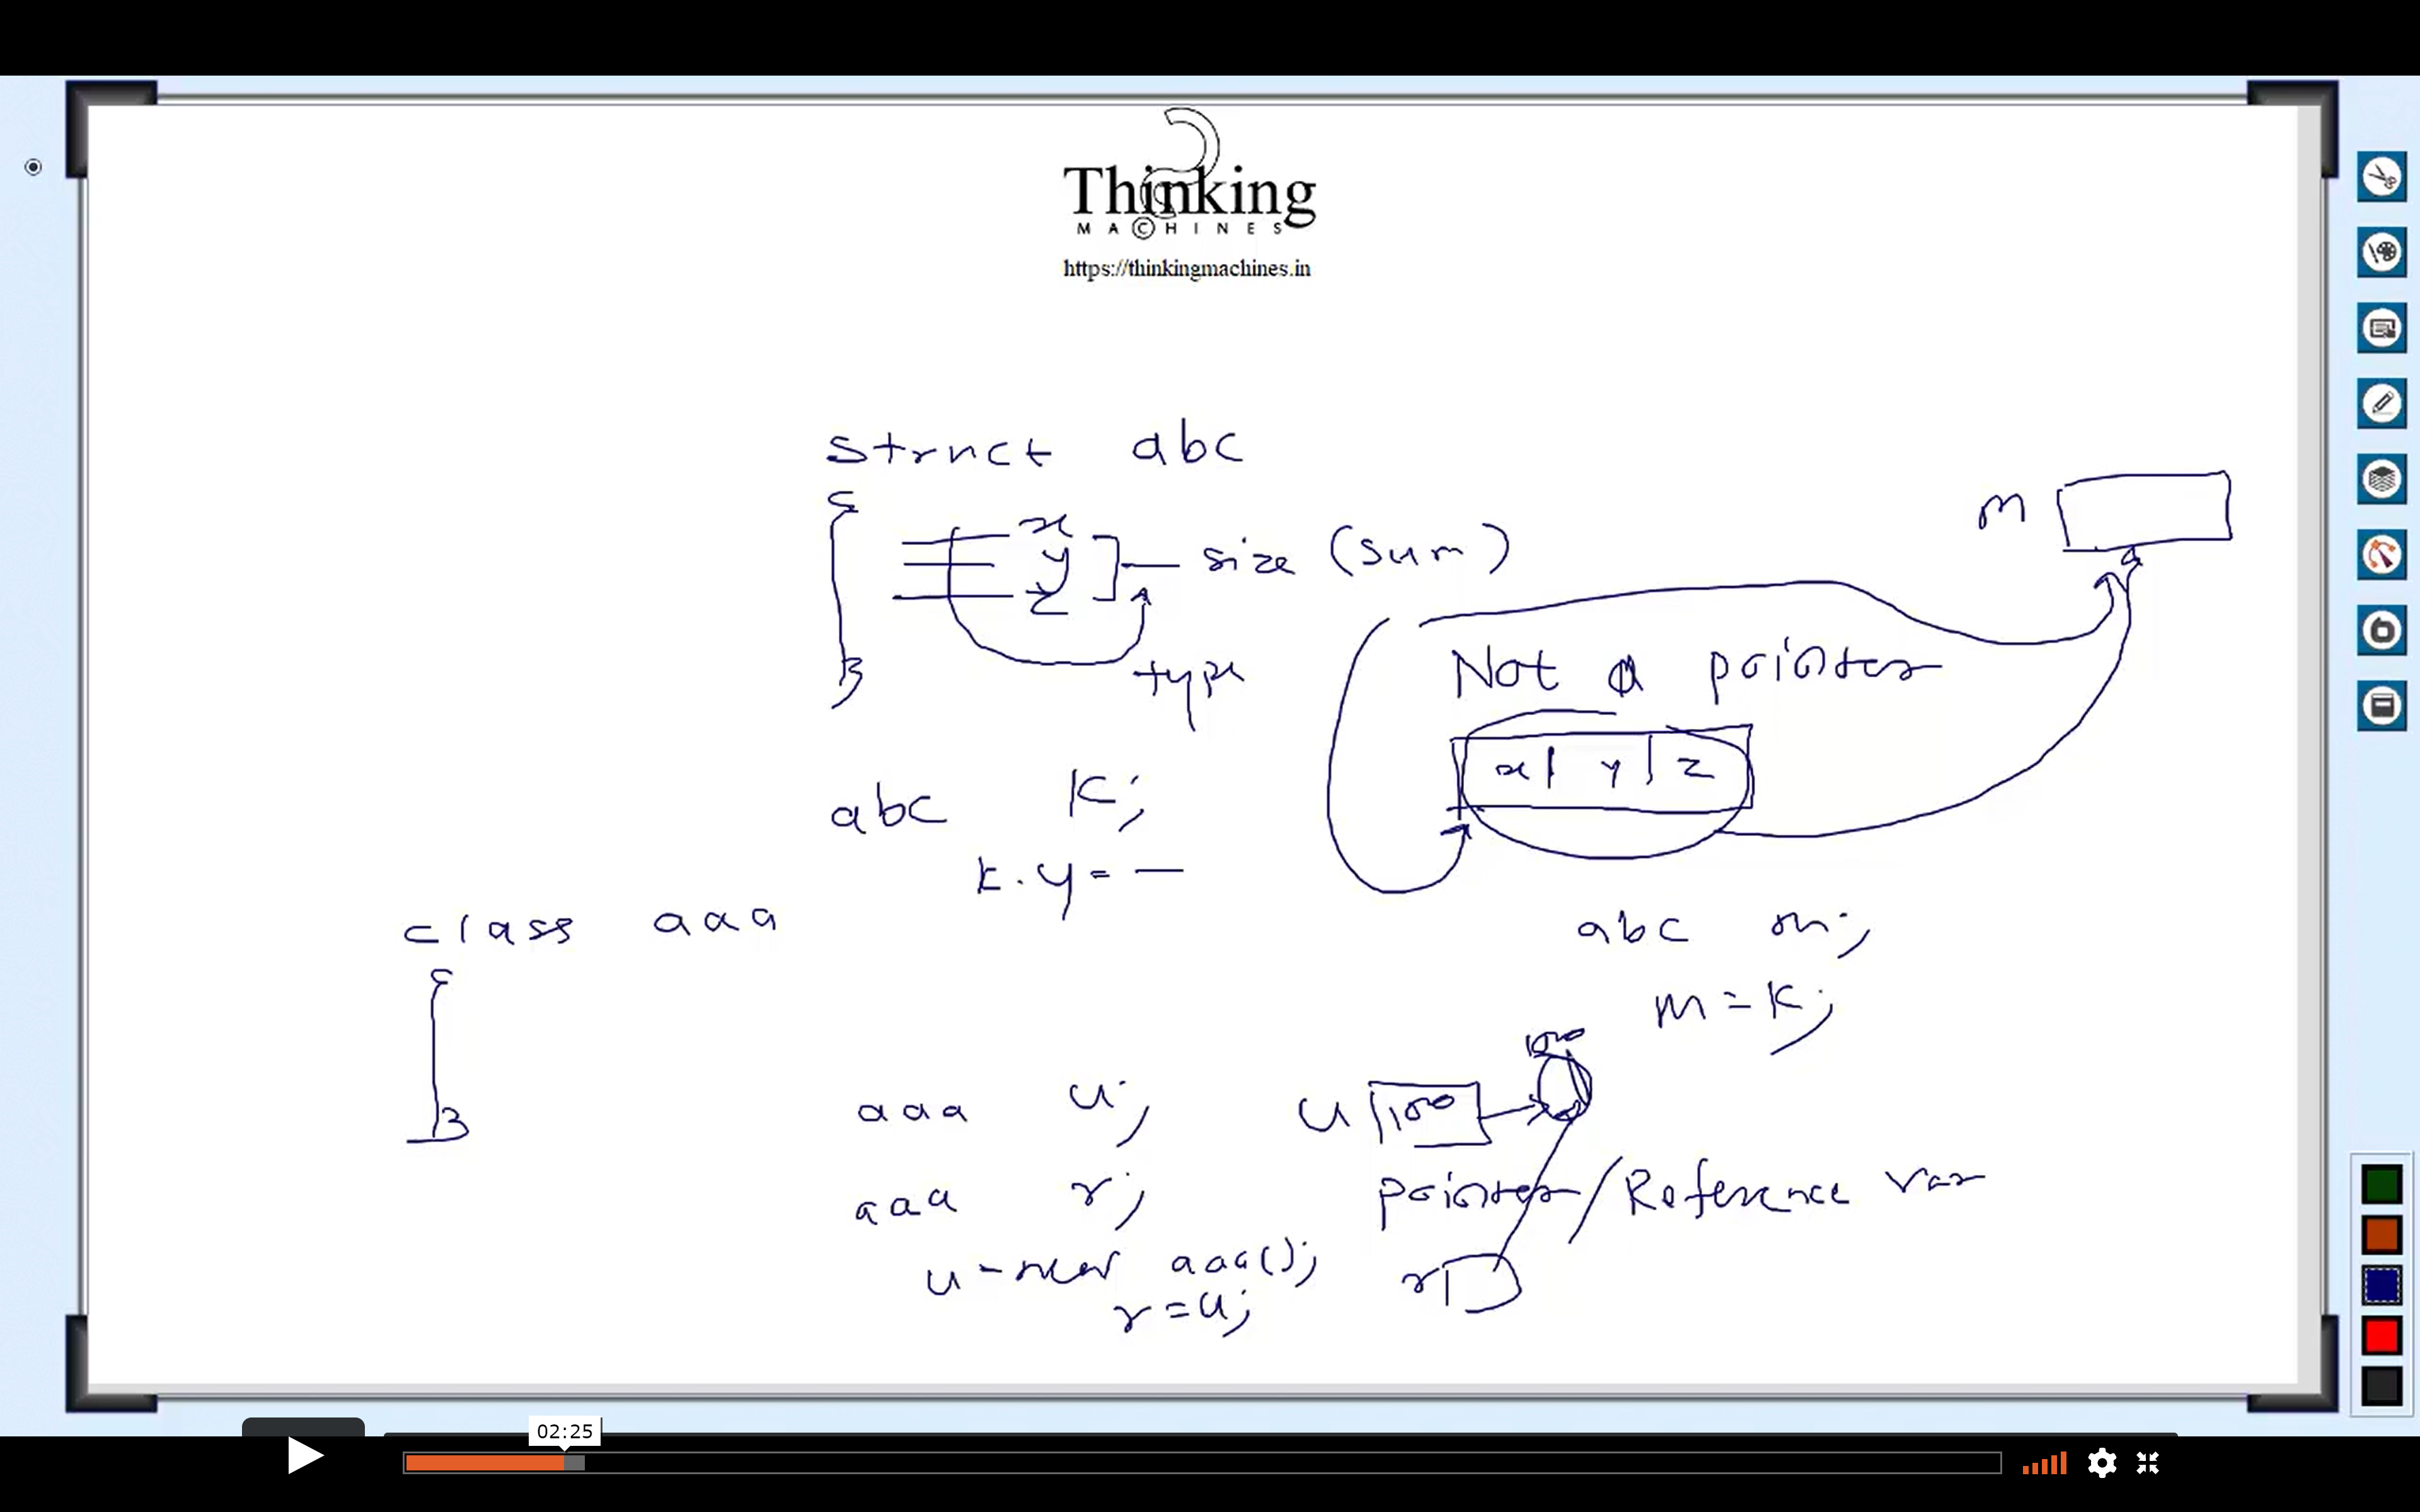 Thinking
MACHINES
https://thinkingmachines.in
struct abc
{
x
y
z
size (sum)
type
}
m
Not a pointer
x | y | z
abc k;
k.y = —
class aaa
{
}
abc m;
m = k;
1000
aaa u;
u 100
aaa r;
pointer/Reference var
u = new aaa();
r
r = u;
02:25